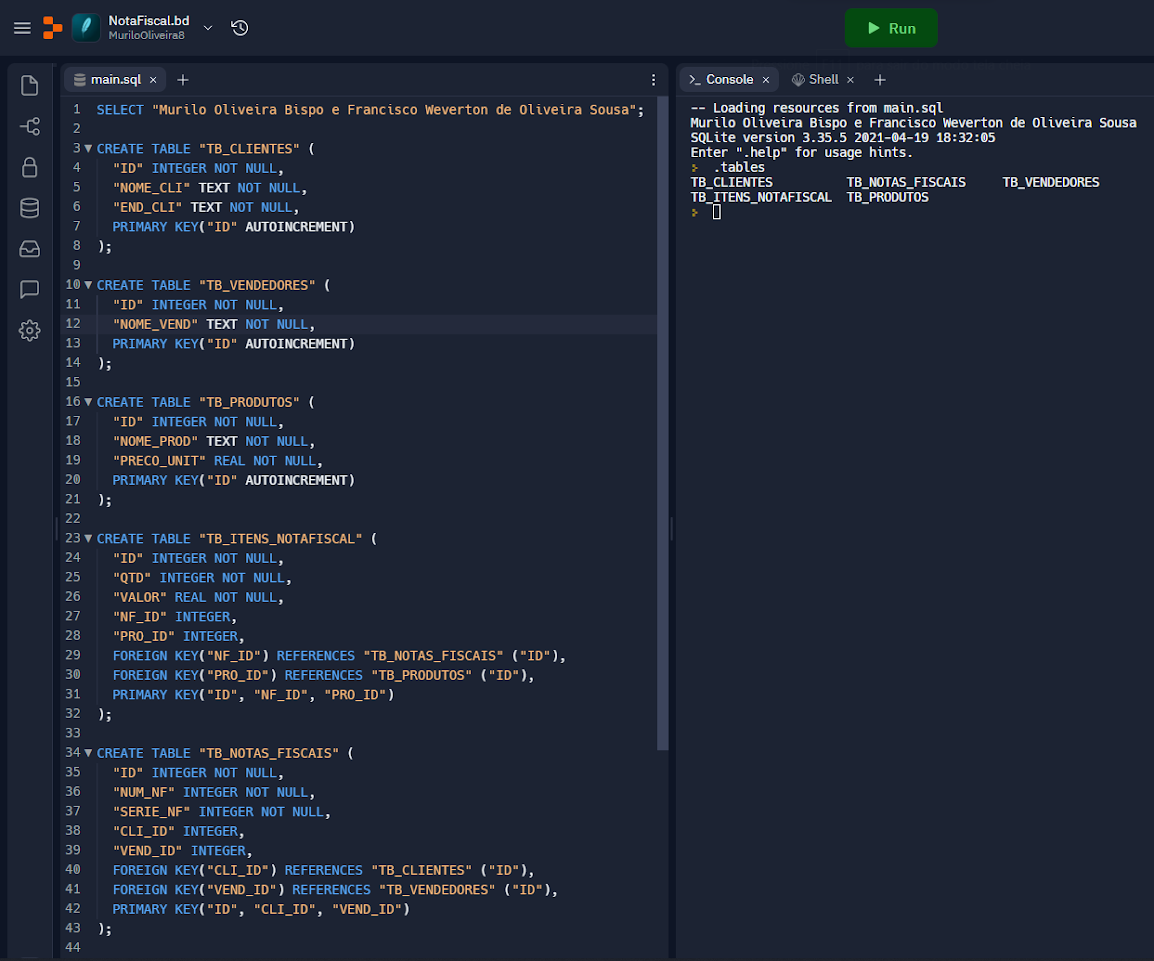 NotaFiscal.bd
MuriloOliveira8
Run
main.sql
1 SELECT "Murilo Oliveira Bispo e Francisco Weverton de Oliveira Sousa";
2
3 CREATE TABLE "TB_CLIENTES" (
4 "ID" INTEGER NOT NULL,
5 "NOME_CLI" TEXT NOT NULL,
6 "END_CLI" TEXT NOT NULL,
7 PRIMARY KEY("ID" AUTOINCREMENT)
8 );
9
10 CREATE TABLE "TB_VENDEDORES" (
11 "ID" INTEGER NOT NULL,
12 "NOME_VEND" TEXT NOT NULL,
13 PRIMARY KEY("ID" AUTOINCREMENT)
14 );
15
16 CREATE TABLE "TB_PRODUTOS" (
17 "ID" INTEGER NOT NULL,
18 "NOME_PROD" TEXT NOT NULL,
19 "PRECO_UNIT" REAL NOT NULL,
20 PRIMARY KEY("ID" AUTOINCREMENT)
21 );
22
23 CREATE TABLE "TB_ITENS_NOTAFISCAL" (
24 "ID" INTEGER NOT NULL,
25 "QTD" INTEGER NOT NULL,
26 "VALOR" REAL NOT NULL,
27 "NF_ID" INTEGER,
28 "PRO_ID" INTEGER,
29 FOREIGN KEY("NF_ID") REFERENCES "TB_NOTAS_FISCAIS" ("ID"),
30 FOREIGN KEY("PRO_ID") REFERENCES "TB_PRODUTOS" ("ID"),
31 PRIMARY KEY("ID", "NF_ID", "PRO_ID")
32 );
33
34 CREATE TABLE "TB_NOTAS_FISCAIS" (
35 "ID" INTEGER NOT NULL,
36 "NUM_NF" INTEGER NOT NULL,
37 "SERIE_NF" INTEGER NOT NULL,
38 "CLI_ID" INTEGER,
39 "VEND_ID" INTEGER,
40 FOREIGN KEY("CLI_ID") REFERENCES "TB_CLIENTES" ("ID"),
41 FOREIGN KEY("VEND_ID") REFERENCES "TB_VENDEDORES" ("ID"),
42 PRIMARY KEY("ID", "CLI_ID", "VEND_ID")
43 );
44
Console
Shell
-- Loading resources from main.sql
Murilo Oliveira Bispo e Francisco Weverton de Oliveira Sousa
SQLite version 3.35.5 2021-04-19 18:32:05
Enter ".help" for usage hints.
> .tables
TB_CLIENTES TB_NOTAS_FISCAIS TB_VENDEDORES
TB_ITENS_NOTAFISCAL TB_PRODUTOS
>